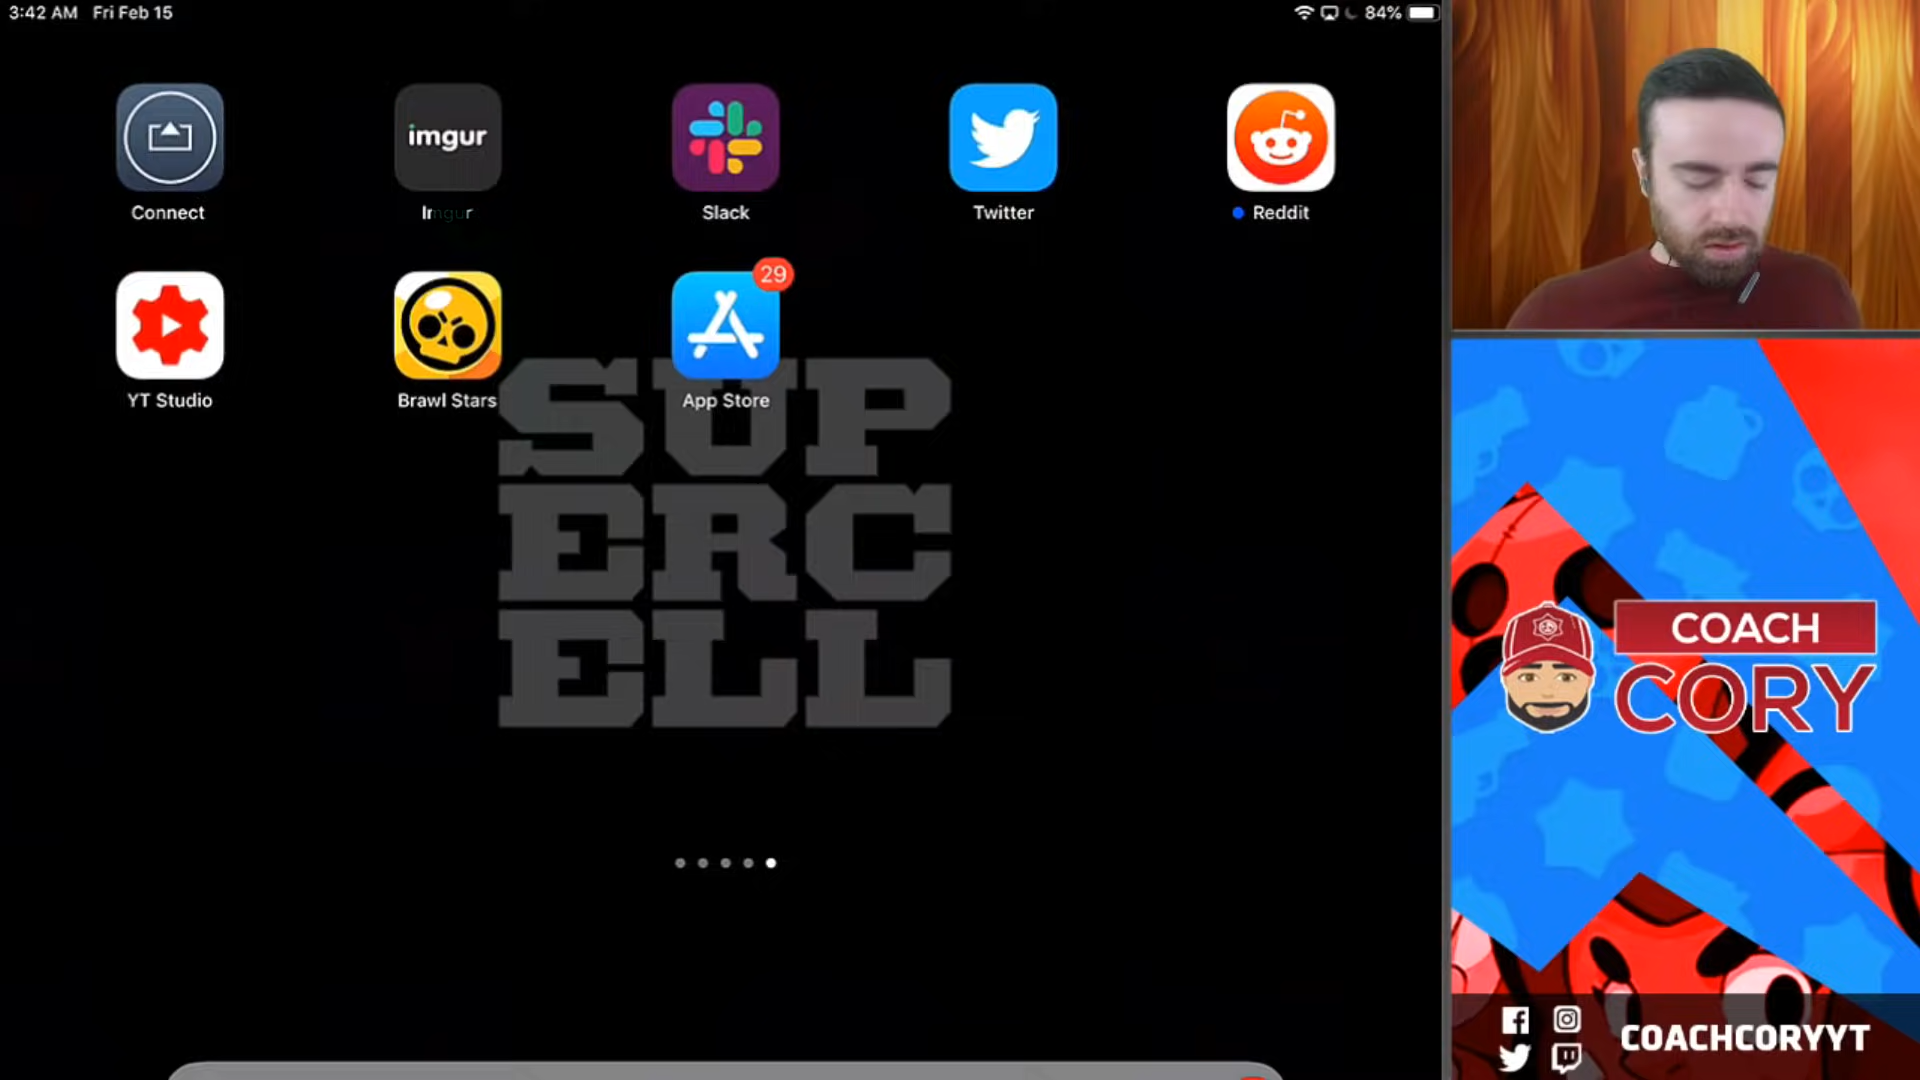 3:42 AM Fri Feb 15
84%
imgur
Connect
Imgur
Slack
Twitter
Reddit
29
YT Studio
Brawl Stars
App Store
SUP
ERC
ELL
COACH
CORY
COACHCORYYT